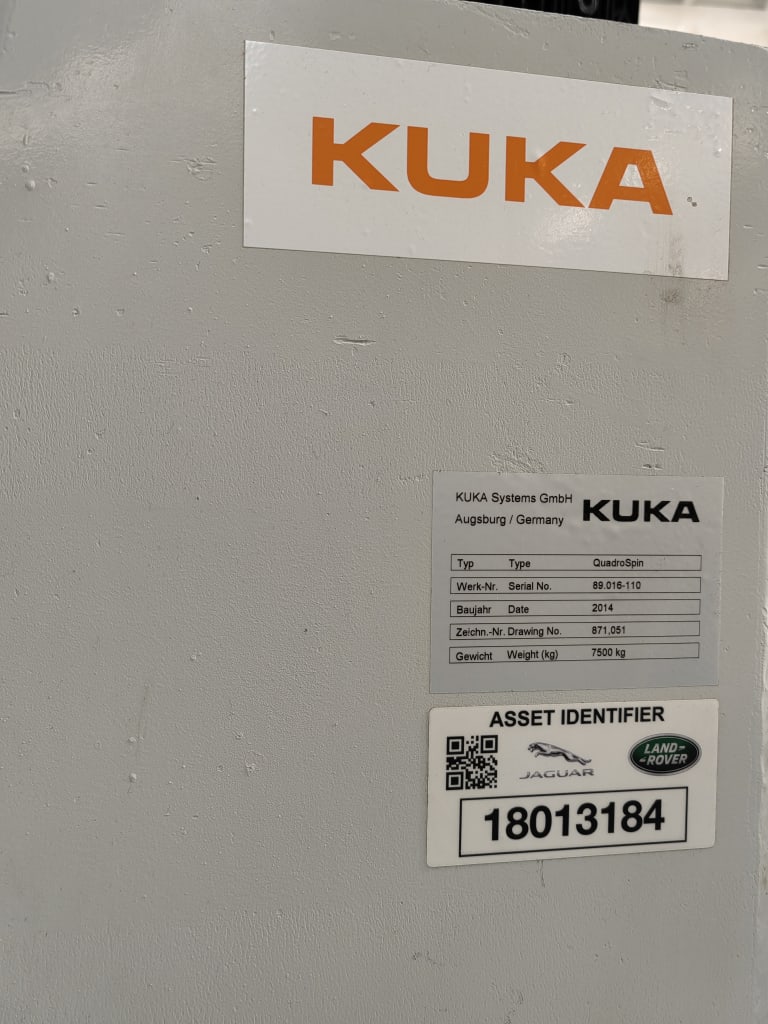 KUKA
KUKA Systems GmbH
Augsburg / Germany
KUKA
Typ Type QuadroSpin
Werk-Nr. Serial No. 89.016-110
Baujahr Date 2014
Zeichn.-Nr. Drawing No. 871,051
Gewicht Weight (kg) 7500 kg
ASSET IDENTIFIER
JAGUAR
LAND-
-ROVER
18013184